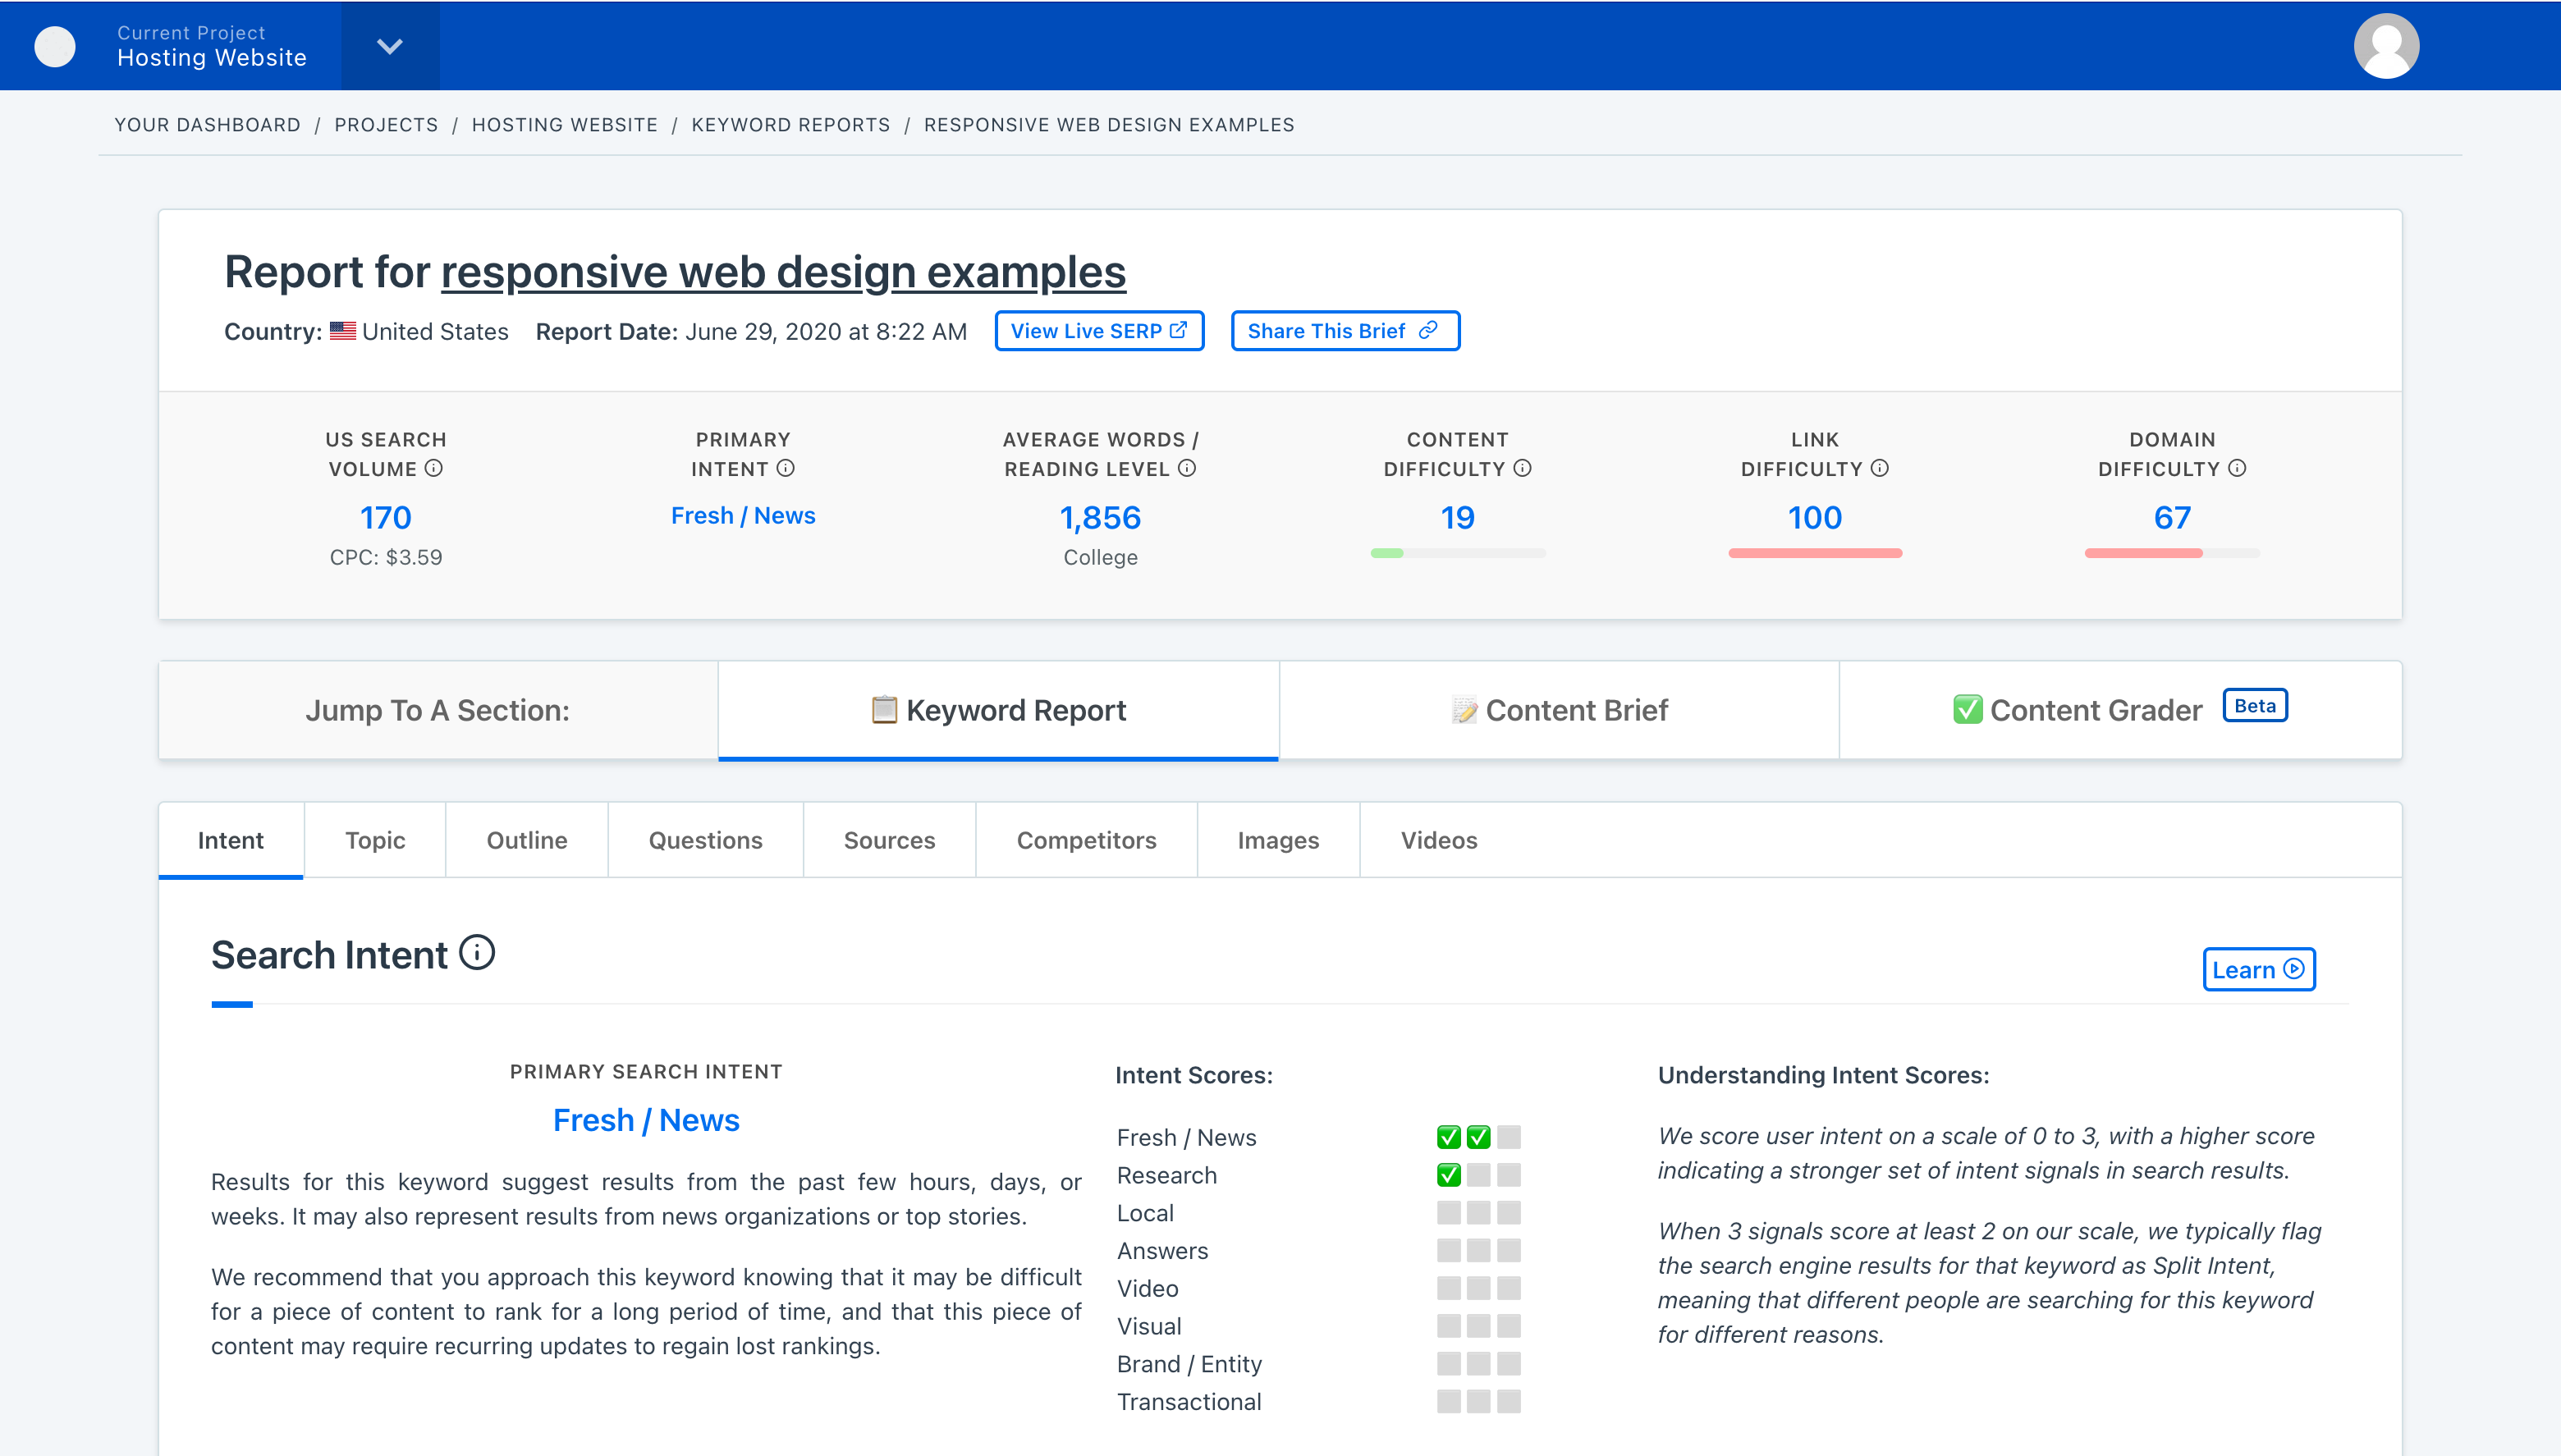 Current Project
Hosting Website
YOUR DASHBOARD / PROJECTS / HOSTING WEBSITE / KEYWORD REPORTS / RESPONSIVE WEB DESIGN EXAMPLES
Report for responsive web design examples
Country: United States Report Date: June 29, 2020 at 8:22 AM View Live SERP Share This Brief
US SEARCH
VOLUME
170
CPC: $3.59
PRIMARY
INTENT
Fresh / News
AVERAGE WORDS /
READING LEVEL
1,856
College
CONTENT
DIFFICULTY
19
LINK
DIFFICULTY
100
DOMAIN
DIFFICULTY
67
Jump To A Section: Keyword Report Content Brief Content Grader Beta
Intent Topic Outline Questions Sources Competitors Images Videos
Search Intent
Learn
PRIMARY SEARCH INTENT
Fresh / News
Results for this keyword suggest results from the past few hours, days, or
weeks. It may also represent results from news organizations or top stories.
We recommend that you approach this keyword knowing that it may be difficult
for a piece of content to rank for a long period of time, and that this piece of
content may require recurring updates to regain lost rankings.
Intent Scores:
Fresh / News
Research
Local
Answers
Video
Visual
Brand / Entity
Transactional
Understanding Intent Scores:
We score user intent on a scale of 0 to 3, with a higher score
indicating a stronger set of intent signals in search results.
When 3 signals score at least 2 on our scale, we typically flag
the search engine results for that keyword as Split Intent,
meaning that different people are searching for this keyword
for different reasons.